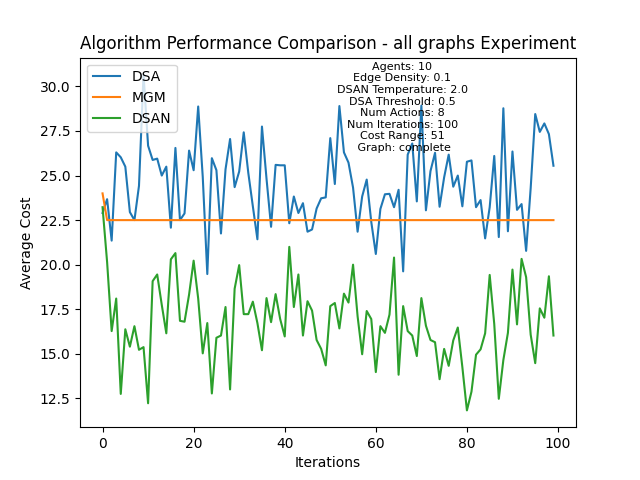 Algorithm Performance Comparison - all graphs Experiment
DSA
MGM
DSAN
Agents: 10
Edge Density: 0.1
DSAN Temperature: 2.0
DSA Threshold: 0.5
Num Actions: 8
Num Iterations: 100
Cost Range: 51
Graph: complete
Average Cost
30.0
27.5
25.0
22.5
20.0
17.5
15.0
12.5
0
20
40
60
80
100
Iterations